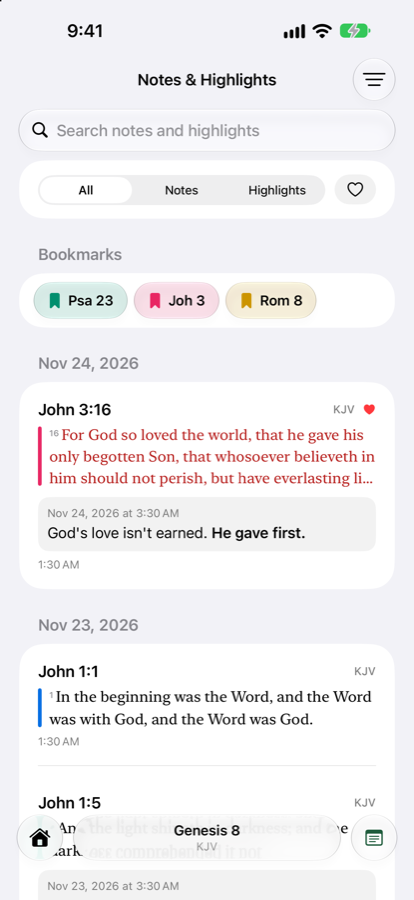 9:41
Notes & Highlights
Search notes and highlights
All Notes Highlights
Bookmarks
Psa 23 Joh 3 Rom 8
Nov 24, 2026
John 3:16 KJV
16 For God so loved the world, that he gave his
only begotten Son, that whosoever believeth in
him should not perish, but have everlasting li...
Nov 24, 2026 at 3:30 AM
God's love isn't earned. He gave first.
1:30 AM
Nov 23, 2026
John 1:1 KJV
1 In the beginning was the Word, and the Word
was with God, and the Word was God.
1:30 AM
John 1:5 KJV
the light
Genesis 8
KJV
comprehended it not
Nov 23, 2026 at 3:30 AM